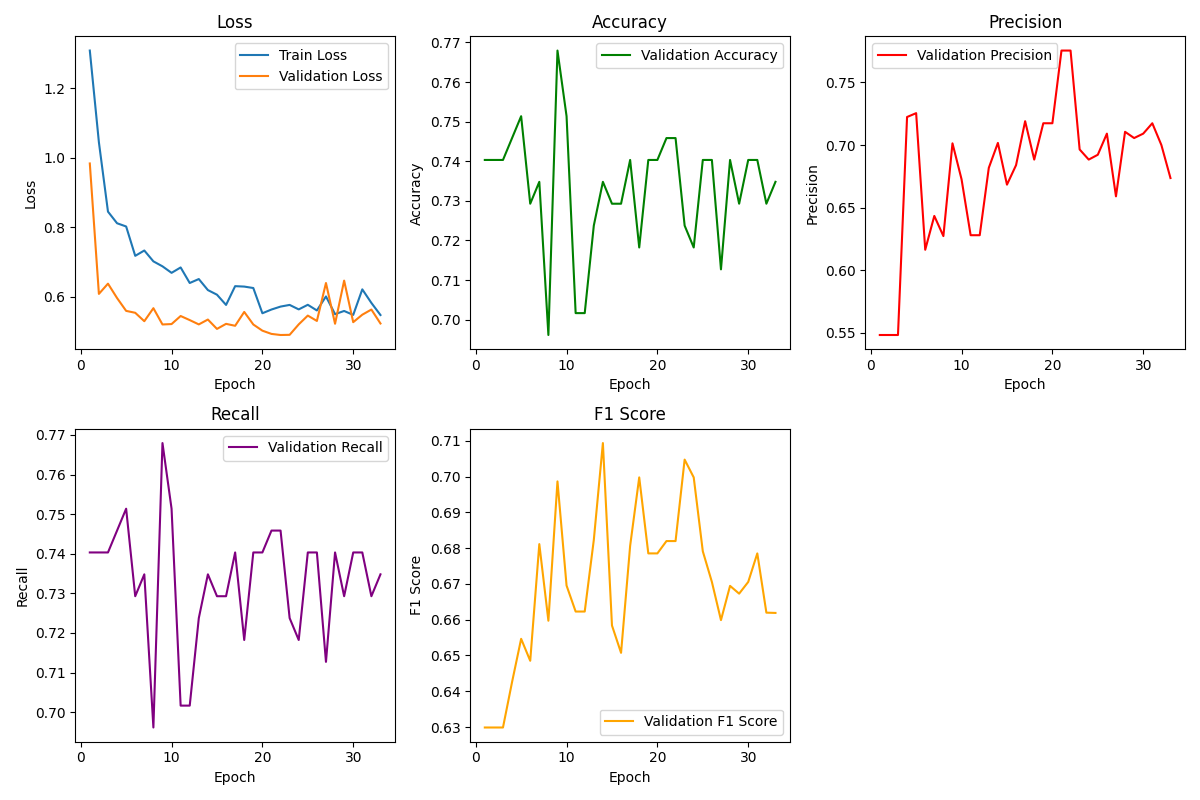 Loss
Train Loss
Validation Loss
1.2
1.0
0.8
0.6
Loss
0 10 20 30
Epoch
Accuracy
Validation Accuracy
0.77
0.76
0.75
0.74
0.73
0.72
0.71
0.70
Accuracy
0 10 20 30
Epoch
Precision
Validation Precision
0.75
0.70
0.65
0.60
0.55
Precision
0 10 20 30
Epoch
Recall
Validation Recall
0.77
0.76
0.75
0.74
0.73
0.72
0.71
0.70
Recall
0 10 20 30
Epoch
F1 Score
0.71
0.70
0.69
0.68
0.67
0.66
0.65
0.64
0.63
F1 Score
Validation F1 Score
0 10 20 30
Epoch